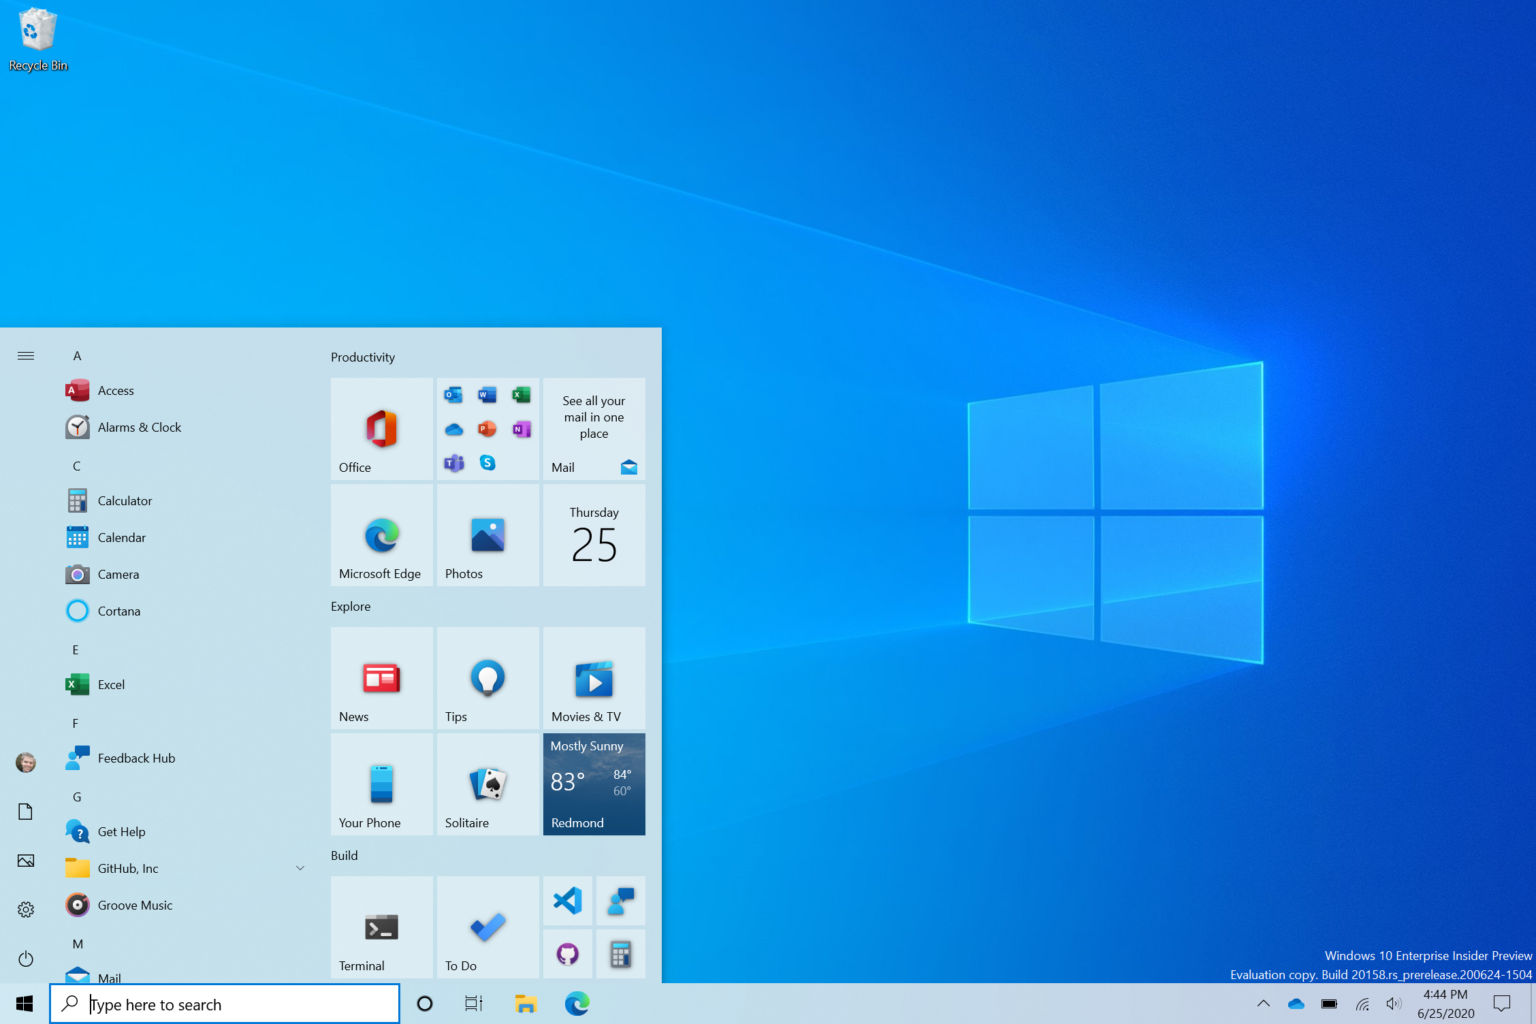 Recycle Bin
A
Access
Alarms & Clock
C
Calculator
Calendar
Camera
Cortana
E
Excel
F
Feedback Hub
G
Get Help
GitHub, Inc
Groove Music
M
Mail
Productivity
Office
See all your
mail in one
place
Mail
Microsoft Edge
Photos
Thursday
25
Explore
News
Tips
Movies & TV
Your Phone
Solitaire
Mostly Sunny
83°
84°
60°
Redmond
Build
Terminal
To Do
Windows 10 Enterprise Insider Preview
Evaluation copy. Build 20158.rs_prerelease.200624-1504
Type here to search
4:44 PM
6/25/2020